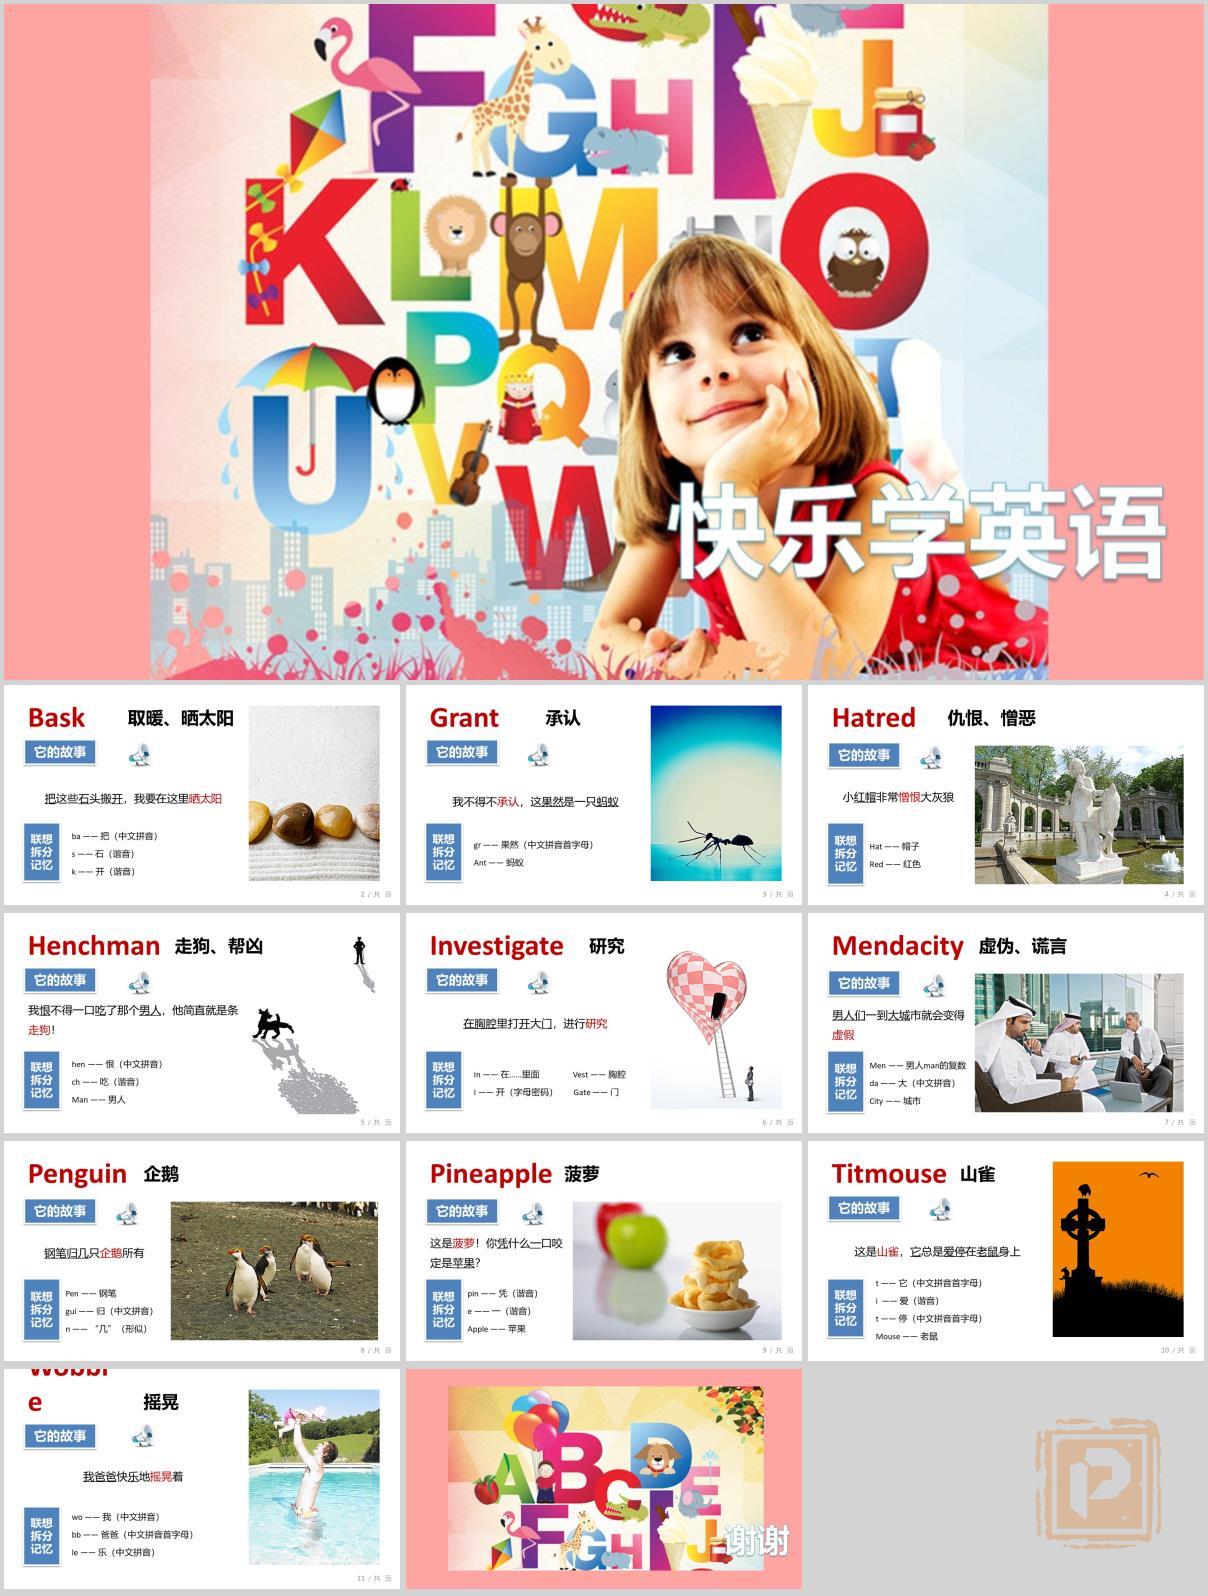 F
G H I J
K L M N O
P Q
U V W
快乐学英语
Bask 取暖、晒太阳
它的故事
把这些石头搬开，我要在这里晒太阳
联想
拆分
记忆
ba —— 把（中文拼音）
s —— 石（谐音）
k —— 开（谐音）
2 / 共 页
Grant 承认
它的故事
我不得不承认，这果然是一只蚂蚁
联想
拆分
记忆
gr —— 果然（中文拼音首字母）
Ant —— 蚂蚁
3 / 共 页
Hatred 仇恨、憎恶
它的故事
小红帽非常憎恨大灰狼
联想
拆分
记忆
Hat —— 帽子
Red —— 红色
4 / 共 页
Henchman 走狗、帮凶
它的故事
我恨不得一口吃了那个男人，他简直就是条
走狗！
联想
拆分
记忆
hen —— 恨（中文拼音）
ch —— 吃（谐音）
Man —— 男人
5 / 共 页
Investigate 研究
它的故事
在胸腔里打开大门，进行研究
联想
拆分
记忆
In —— 在……里面 Vest —— 胸腔
I —— 开（字母密码） Gate —— 门
6 / 共 页
Mendacity 虚伪、谎言
它的故事
男人们一到大城市就会变得
虚假
联想
拆分
记忆
Men —— 男人man的复数
da —— 大（中文拼音）
City —— 城市
7 / 共 页
Penguin 企鹅
它的故事
钢笔归几只企鹅所有
联想
拆分
记忆
Pen —— 钢笔
gui —— 归（中文拼音）
n —— “几”（形似）
8 / 共 页
Pineapple 菠萝
它的故事
这是菠萝！你凭什么一口咬
定是苹果？
联想
拆分
记忆
pin —— 凭（谐音）
e —— 一（谐音）
Apple —— 苹果
9 / 共 页
Titmouse 山雀
它的故事
这是山雀，它总是爱停在老鼠身上
联想
拆分
记忆
t —— 它（中文拼音首字母）
i —— 爱（谐音）
t —— 停（中文拼音首字母）
Mouse —— 老鼠
10 / 共 页
Wobbl
e 摇晃
它的故事
我爸爸快乐地摇晃着
联想
拆分
记忆
wo —— 我（中文拼音）
bb —— 爸爸（中文拼音首字母）
le —— 乐（中文拼音）
11 / 共 页
A B C D E
F G H I J
谢谢
P